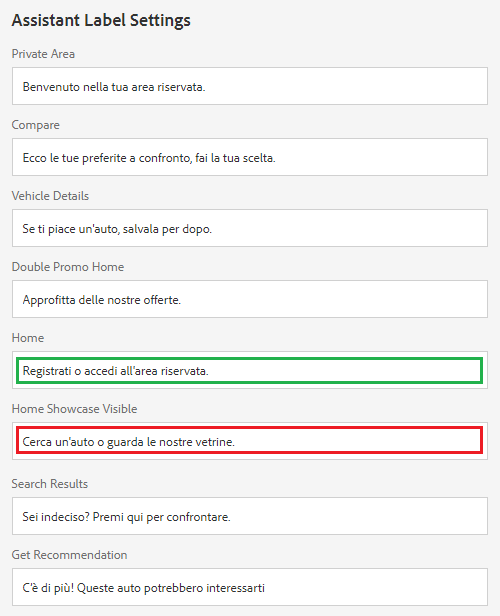 Assistant Label Settings
Private Area
Benvenuto nella tua area riservata.
Compare
Ecco le tue preferite a confronto, fai la tua scelta.
Vehicle Details
Se ti piace un'auto, salvala per dopo.
Double Promo Home
Approfitta delle nostre offerte.
Home
Registrati o accedi all'area riservata.
Home Showcase Visible
Cerca un'auto o guarda le nostre vetrine.
Search Results
Sei indeciso? Premi qui per confrontare.
Get Recommendation
C'è di più! Queste auto potrebbero interessarti